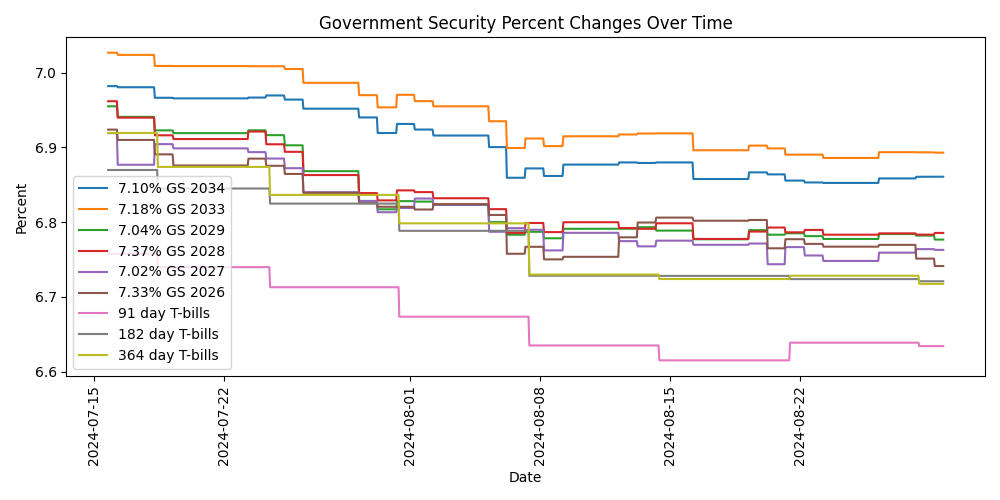 Government Security Percent Changes Over Time
Percent
7.0
6.9
6.8
6.7
6.6
7.10% GS 2034
7.18% GS 2033
7.04% GS 2029
7.37% GS 2028
7.02% GS 2027
7.33% GS 2026
91 day T-bills
182 day T-bills
364 day T-bills
2024-07-15
2024-07-22
2024-08-01
2024-08-08
2024-08-15
2024-08-22
Date